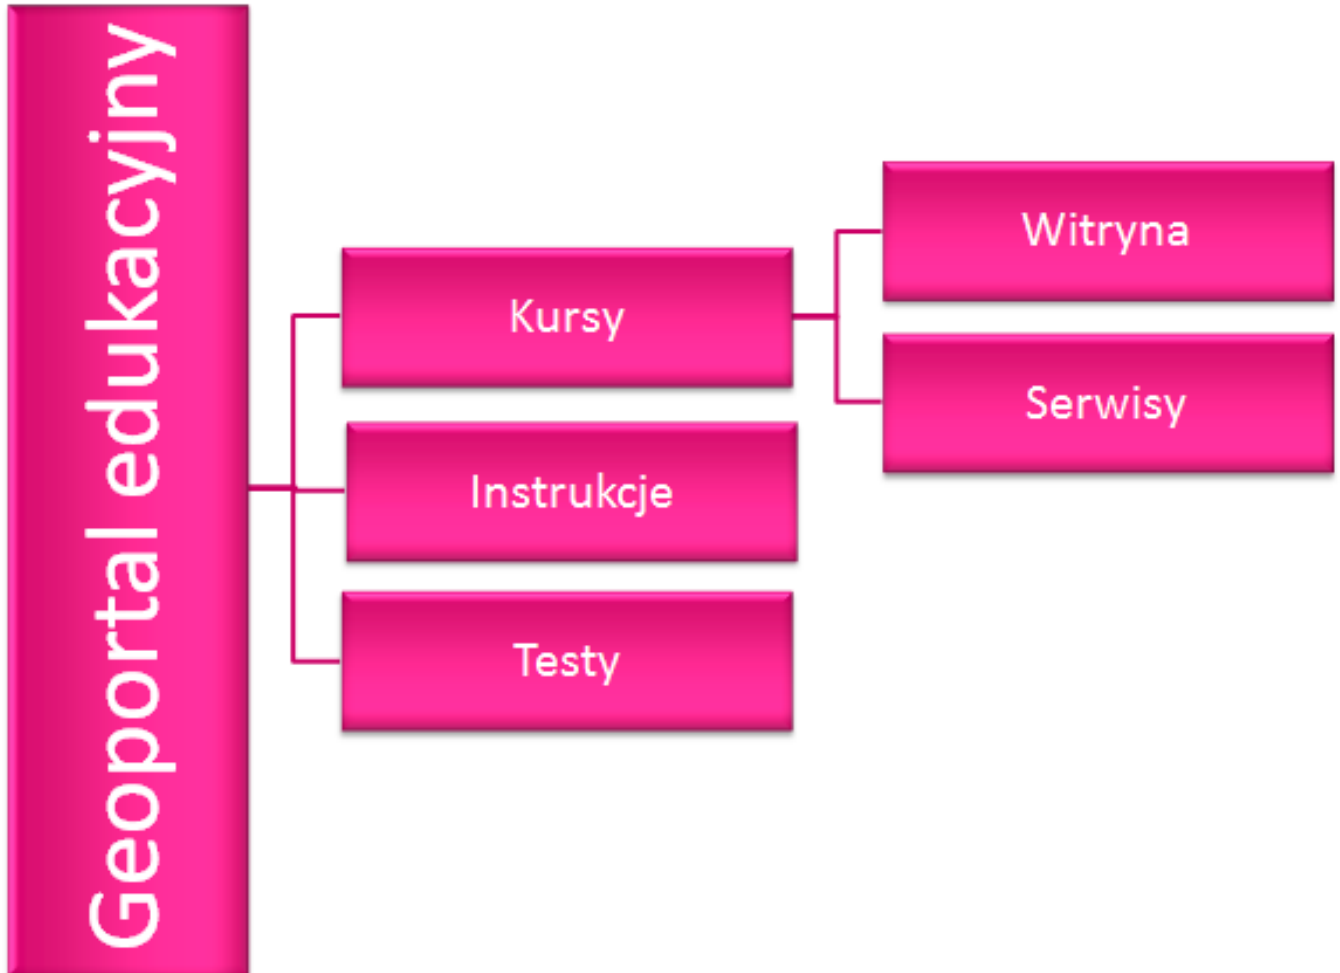 Geoportal edukacyjny
Kursy
Witryna
Serwisy
Instrukcje
Testy